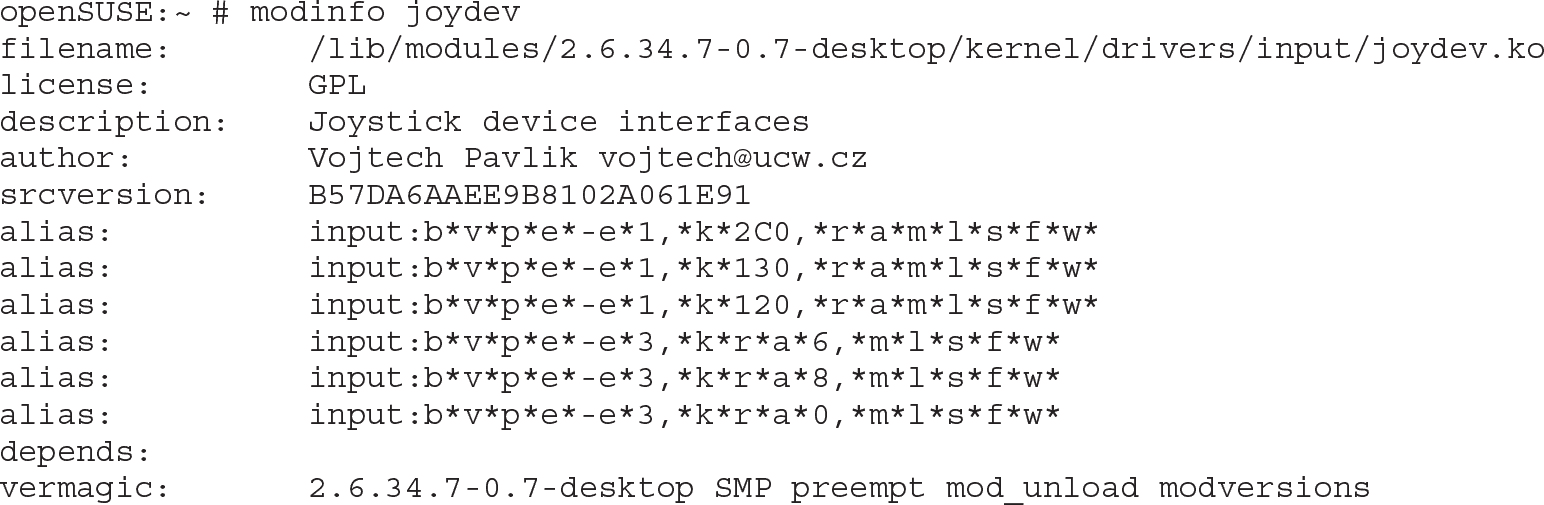 openSUSE:~ # modinfo joydev
filename:       /lib/modules/2.6.34.7-0.7-desktop/kernel/drivers/input/joydev.ko
license:        GPL
description:    Joystick device interfaces
author:         Vojtech Pavlik vojtech@ucw.cz
srcversion:     B57DA6AAEE9B8102A061E91
alias:          input:b*v*p*e*-e*1,*k*2C0,*r*a*m*l*s*f*w*
alias:          input:b*v*p*e*-e*1,*k*130,*r*a*m*l*s*f*w*
alias:          input:b*v*p*e*-e*1,*k*120,*r*a*m*l*s*f*w*
alias:          input:b*v*p*e*-e*3,*k*r*a*6,*m*l*s*f*w*
alias:          input:b*v*p*e*-e*3,*k*r*a*8,*m*l*s*f*w*
alias:          input:b*v*p*e*-e*3,*k*r*a*0,*m*l*s*f*w*
depends:
vermagic:       2.6.34.7-0.7-desktop SMP preempt mod_unload modversions